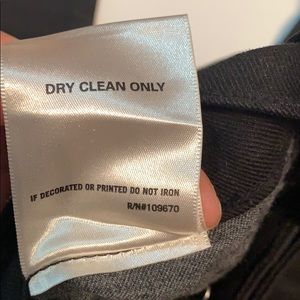 DRY CLEAN ONLY
IF DECORATED OR PRINTED DO NOT IRON
R/N#109670